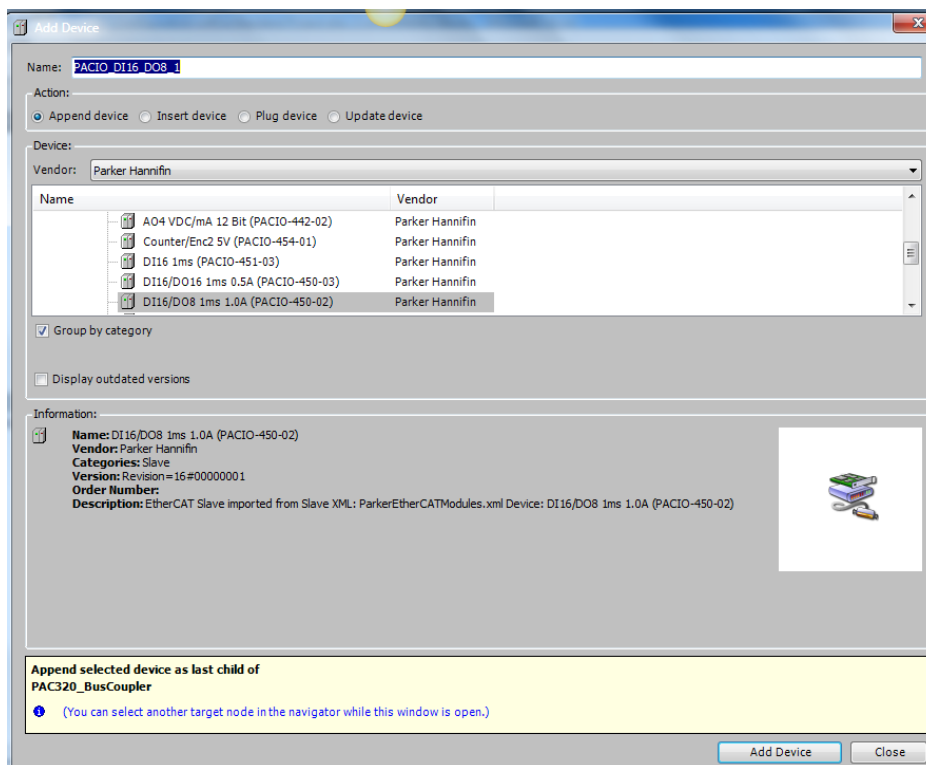 Add Device
Name: PACIO_DI16_DO8_1
Action:
Append device Insert device Plug device Update device
Device:
Vendor: Parker Hannifin
Name Vendor
AO4 VDC/mA 12 Bit (PACIO-442-02) Parker Hannifin
Counter/Enc2 5V (PACIO-454-01) Parker Hannifin
DI16 1ms (PACIO-451-03) Parker Hannifin
DI16/DO16 1ms 0.5A (PACIO-450-03) Parker Hannifin
DI16/DO8 1ms 1.0A (PACIO-450-02) Parker Hannifin
Group by category
Display outdated versions
Information:
Name: DI16/DO8 1ms 1.0A (PACIO-450-02)
Vendor: Parker Hannifin
Categories: Slave
Version: Revision=16#00000001
Order Number:
Description: EtherCAT Slave imported from Slave XML: ParkerEtherCATModules.xml Device: DI16/DO8 1ms 1.0A (PACIO-450-02)
Append selected device as last child of
PAC320_BusCoupler
(You can select another target node in the navigator while this window is open.)
Add Device Close